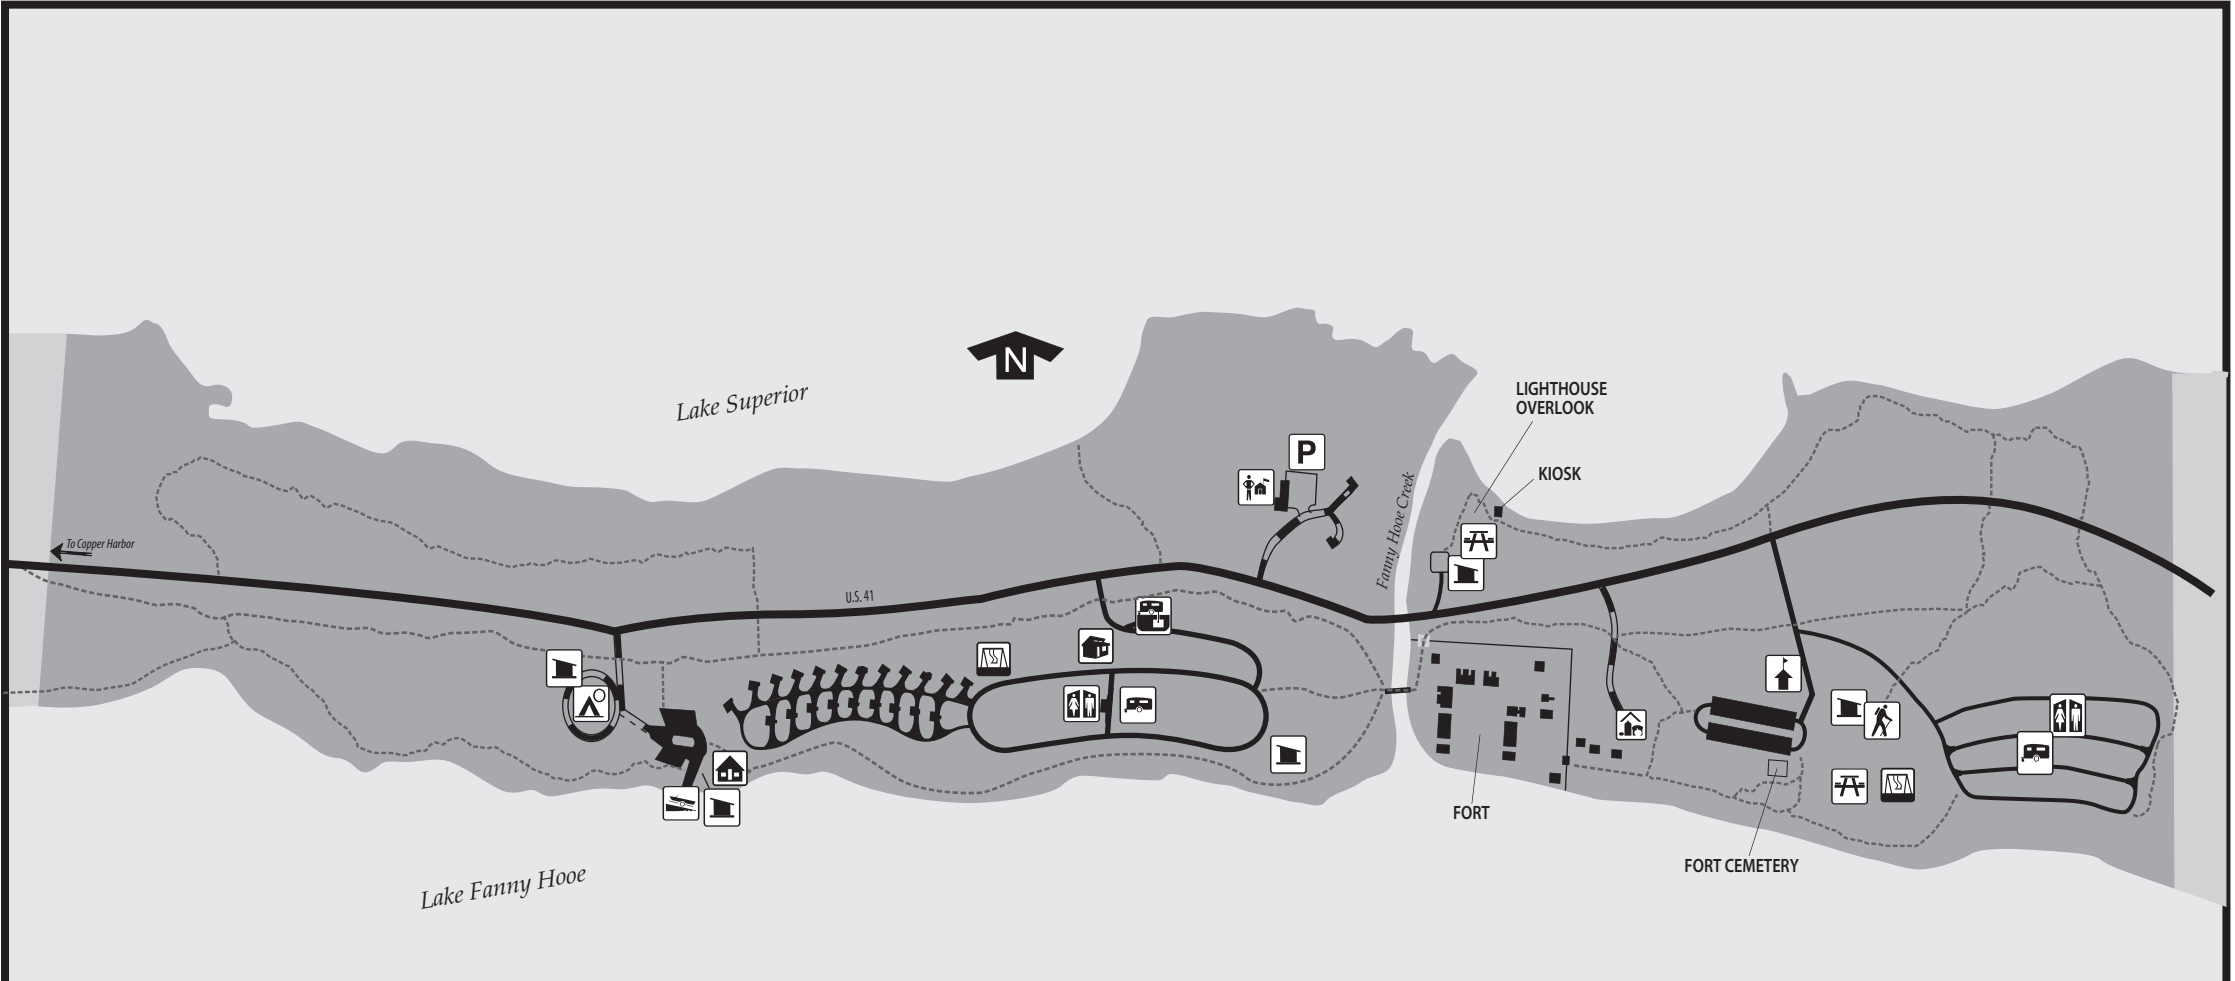 N
Lake Superior
LIGHTHOUSE
OVERLOOK
P
KIOSK
Fanny Hooe Creek
To Copper Harbor
U.S. 41
FORT
FORT CEMETERY
Lake Fanny Hooe